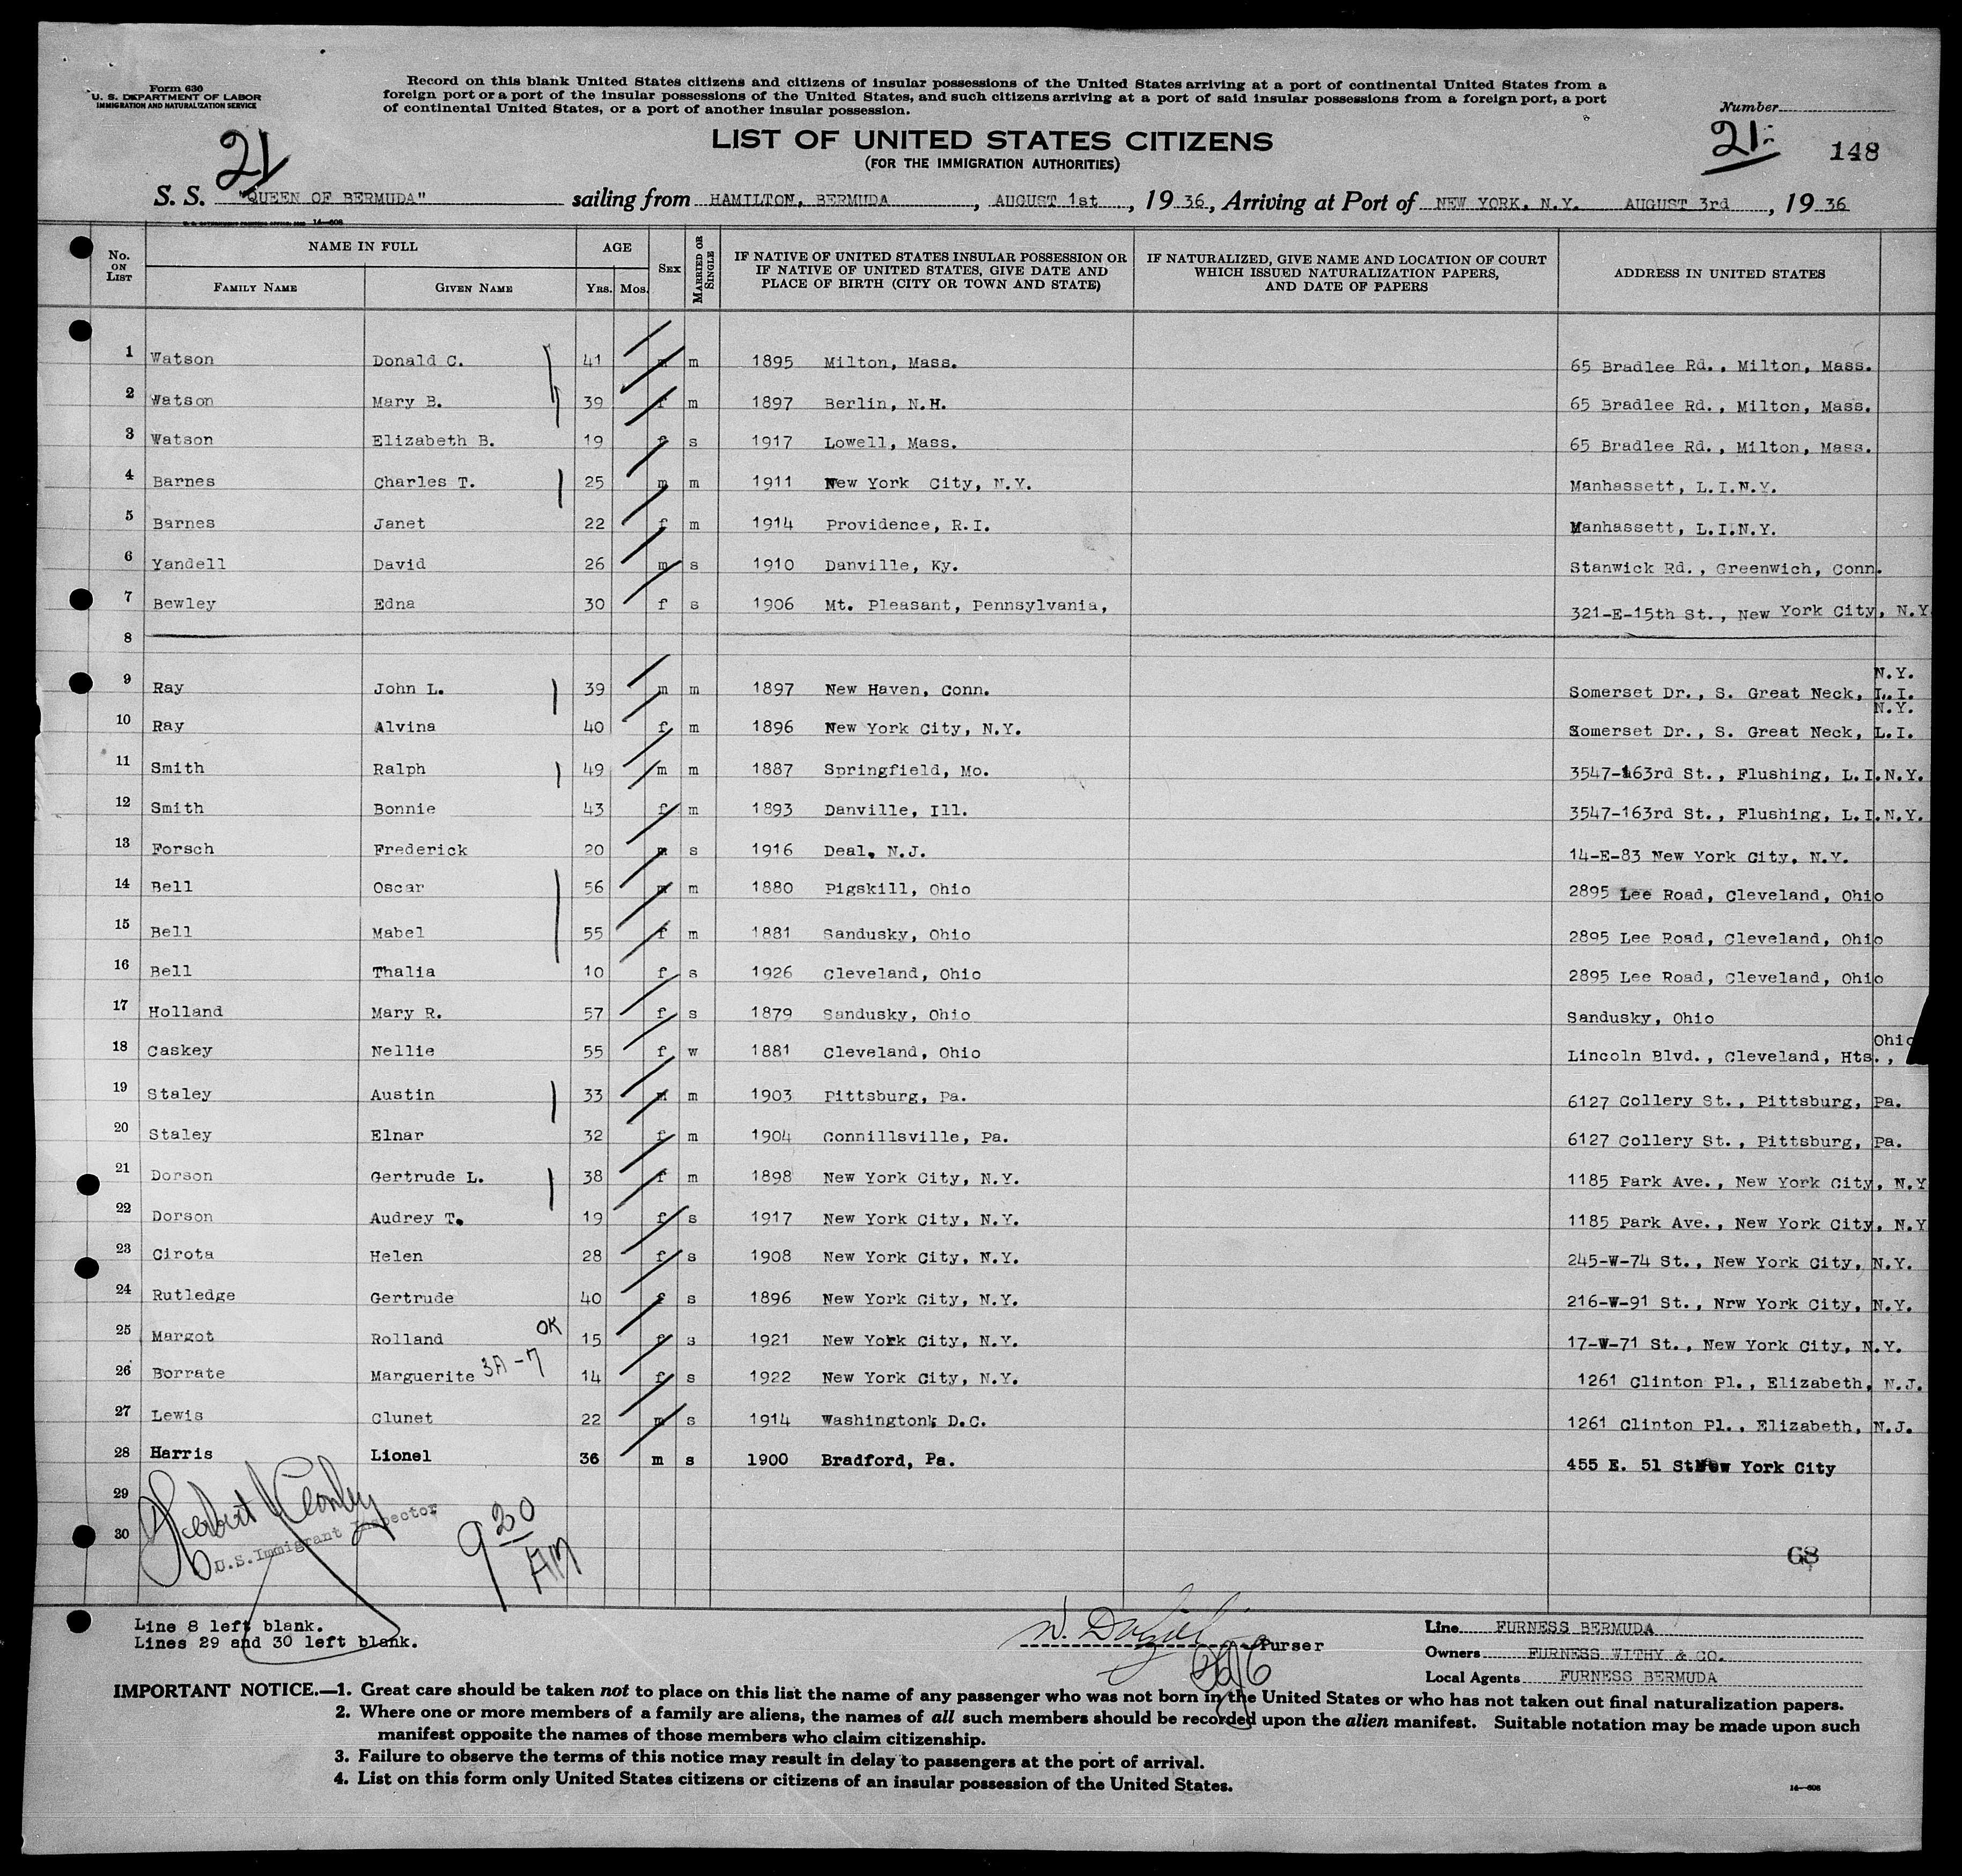 Form 630
U. S. DEPARTMENT OF LABOR
IMMIGRATION AND NATURALIZATION SERVICE
Record on this blank United States citizens and citizens of insular possessions of the United States arriving at a port of continental United States from a
foreign port or a port of the insular possessions of the United States, and such citizens arriving at a port of said insular possessions from a foreign port, a port
of continental United States, or a port of another insular possession.
Number
21
21
148
LIST OF UNITED STATES CITIZENS
(FOR THE IMMIGRATION AUTHORITIES)
S. S. "QUEEN OF BERMUDA" sailing from HAMILTON, BERMUDA, AUGUST 1st, 19 36, Arriving at Port of NEW YORK, N.Y. AUGUST 3rd, 19 36
14—608
No. ON LIST NAME IN FULL FAMILY NAME GIVEN NAME AGE YRS. MOS. SEX MARRIED OR SINGLE IF NATIVE OF UNITED STATES INSULAR POSSESSION OR IF NATIVE OF UNITED STATES, GIVE DATE AND PLACE OF BIRTH (CITY OR TOWN AND STATE) IF NATURALIZED, GIVE NAME AND LOCATION OF COURT WHICH ISSUED NATURALIZATION PAPERS, AND DATE OF PAPERS ADDRESS IN UNITED STATES
1 Watson Donald C. 41 m m 1895 Milton, Mass. 65 Bradlee Rd., Milton, Mass.
2 Watson Mary B. 39 f m 1897 Berlin, N.H. 65 Bradlee Rd., Milton, Mass.
3 Watson Elizabeth B. 19 f s 1917 Lowell, Mass. 65 Bradlee Rd., Milton, Mass.
4 Barnes Charles T. 25 m m 1911 New York City, N.Y. Manhassett, L.I.N.Y.
5 Barnes Janet 22 f m 1914 Providence, R.I. Manhassett, L.I.N.Y.
6 Yandell David 26 m s 1910 Danville, Ky. Stanwick Rd., Greenwich, Conn.
7 Bewley Edna 30 f s 1906 Mt. Pleasant, Pennsylvania, 321-E-15th St., New York City, N.Y
8
9 Ray John L. 39 m m 1897 New Haven, Conn. Somerset Dr., S. Great Neck, L.I. N.Y.
10 Ray Alvina 40 f m 1896 New York City, N.Y. Somerset Dr., S. Great Neck, L.I. N.Y.
11 Smith Ralph 49 m m 1887 Springfield, Mo. 3547-163rd St., Flushing, L.I.N.Y.
12 Smith Bonnie 43 f m 1893 Danville, Ill. 3547-163rd St., Flushing, L.I.N.Y.
13 Forsch Frederick 20 m s 1916 Deal, N.J. 14-E-83 New York City, N.Y.
14 Bell Oscar 56 m m 1880 Pigskill, Ohio 2895 Lee Road, Cleveland, Ohio
15 Bell Mabel 55 f m 1881 Sandusky, Ohio 2895 Lee Road, Cleveland, Ohio
16 Bell Thalia 10 f s 1926 Cleveland, Ohio 2895 Lee Road, Cleveland, Ohio
17 Holland Mary R. 57 f s 1879 Sandusky, Ohio Sandusky, Ohio
18 Caskey Nellie 55 f w 1881 Cleveland, Ohio Lincoln Blvd., Cleveland, Hts., Ohio
19 Staley Austin 33 m m 1903 Pittsburg, Pa. 6127 Collery St., Pittsburg, Pa.
20 Staley Elnar 32 f m 1904 Connillsville, Pa. 6127 Collery St., Pittsburg, Pa.
21 Dorson Gertrude L. 38 f m 1898 New York City, N.Y. 1185 Park Ave., New York City, N.Y
22 Dorson Audrey T. 19 f s 1917 New York City, N.Y. 1185 Park Ave., New York City, N.Y
23 Cirota Helen 28 f s 1908 New York City, N.Y. 245-W-74 St., New York City, N.Y.
24 Rutledge Gertrude 40 f s 1896 New York City, N.Y. 216-W-91 St., Nrw York City, N.Y.
25 Margot Rolland OK 15 f s 1921 New York City, N.Y. 17-W-71 St., New York City, N.Y.
26 Borrate Marguerite 3A-7 14 f s 1922 New York City, N.Y. 1261 Clinton Pl., Elizabeth, N.J.
27 Lewis Clunet 22 m s 1914 Washington, D.C. 1261 Clinton Pl., Elizabeth, N.J.
28 Harris Lionel 36 m s 1900 Bradford, Pa. 455 E. 51 St New York City
29
30
U.S. Immigrant Inspector
9 20 AM
68
Line 8 left blank.
Lines 29 and 30 left blank.
Purser
Line FURNESS BERMUDA
Owners FURNESS WITHY & CO.
Local Agents FURNESS BERMUDA
IMPORTANT NOTICE.—1. Great care should be taken not to place on this list the name of any passenger who was not born in the United States or who has not taken out final naturalization papers.
2. Where one or more members of a family are aliens, the names of all such members should be recorded upon the alien manifest. Suitable notation may be made upon such
manifest opposite the names of those members who claim citizenship.
3. Failure to observe the terms of this notice may result in delay to passengers at the port of arrival.
4. List on this form only United States citizens or citizens of an insular possession of the United States.
14—608